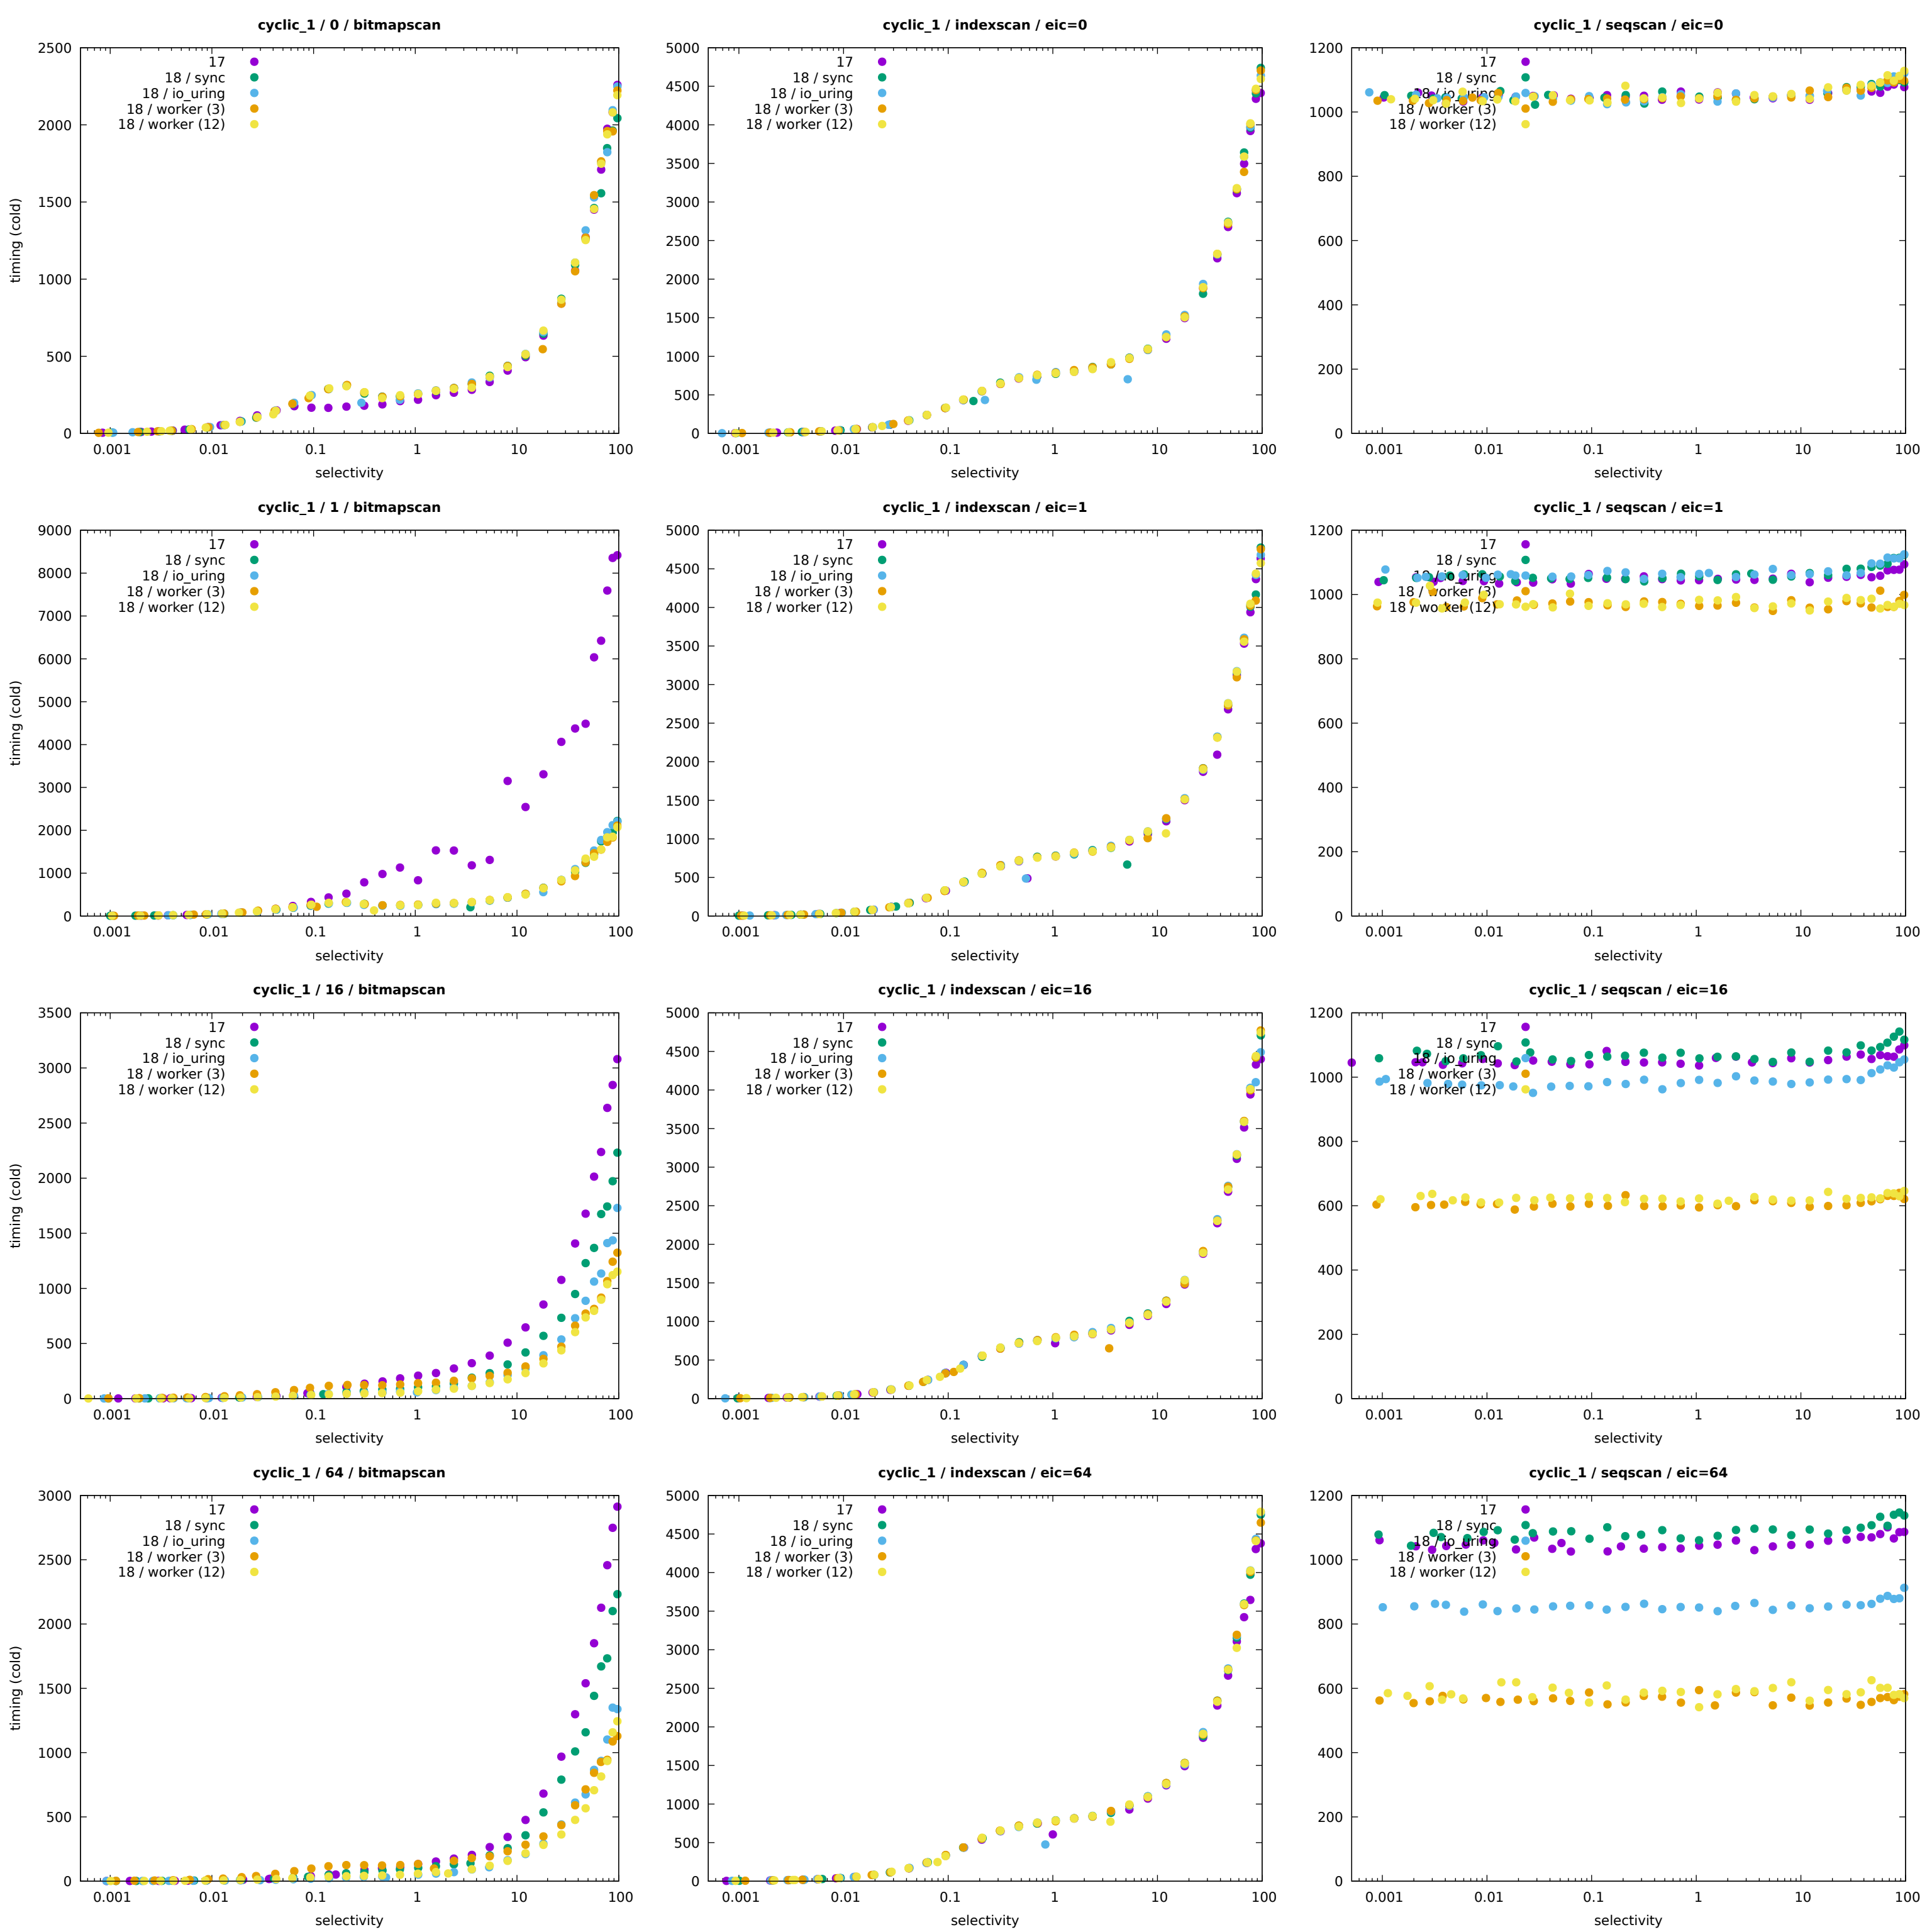 cyclic_1 / 0 / bitmapscan
timing (cold)
2500
2000
1500
1000
500
0
17
18 / sync
18 / io_uring
18 / worker (3)
18 / worker (12)
0.001 0.01 0.1 1 10 100
selectivity
cyclic_1 / indexscan / eic=0
5000
4500
4000
3500
3000
2500
2000
1500
1000
500
0
17
18 / sync
18 / io_uring
18 / worker (3)
18 / worker (12)
0.001 0.01 0.1 1 10 100
selectivity
cyclic_1 / seqscan / eic=0
1200
1000
800
600
400
200
0
17
18 / sync
18 / io_uring
18 / worker (3)
18 / worker (12)
0.001 0.01 0.1 1 10 100
selectivity
cyclic_1 / 1 / bitmapscan
timing (cold)
9000
8000
7000
6000
5000
4000
3000
2000
1000
0
17
18 / sync
18 / io_uring
18 / worker (3)
18 / worker (12)
0.001 0.01 0.1 1 10 100
selectivity
cyclic_1 / indexscan / eic=1
5000
4500
4000
3500
3000
2500
2000
1500
1000
500
0
17
18 / sync
18 / io_uring
18 / worker (3)
18 / worker (12)
0.001 0.01 0.1 1 10 100
selectivity
cyclic_1 / seqscan / eic=1
1200
1000
800
600
400
200
0
17
18 / sync
18 / io_uring
18 / worker (3)
18 / worker (12)
0.001 0.01 0.1 1 10 100
selectivity
cyclic_1 / 16 / bitmapscan
timing (cold)
3500
3000
2500
2000
1500
1000
500
0
17
18 / sync
18 / io_uring
18 / worker (3)
18 / worker (12)
0.001 0.01 0.1 1 10 100
selectivity
cyclic_1 / indexscan / eic=16
5000
4500
4000
3500
3000
2500
2000
1500
1000
500
0
17
18 / sync
18 / io_uring
18 / worker (3)
18 / worker (12)
0.001 0.01 0.1 1 10 100
selectivity
cyclic_1 / seqscan / eic=16
1200
1000
800
600
400
200
0
17
18 / sync
18 / io_uring
18 / worker (3)
18 / worker (12)
0.001 0.01 0.1 1 10 100
selectivity
cyclic_1 / 64 / bitmapscan
timing (cold)
3000
2500
2000
1500
1000
500
0
17
18 / sync
18 / io_uring
18 / worker (3)
18 / worker (12)
0.001 0.01 0.1 1 10 100
selectivity
cyclic_1 / indexscan / eic=64
5000
4500
4000
3500
3000
2500
2000
1500
1000
500
0
17
18 / sync
18 / io_uring
18 / worker (3)
18 / worker (12)
0.001 0.01 0.1 1 10 100
selectivity
cyclic_1 / seqscan / eic=64
1200
1000
800
600
400
200
0
17
18 / sync
18 / io_uring
18 / worker (3)
18 / worker (12)
0.001 0.01 0.1 1 10 100
selectivity